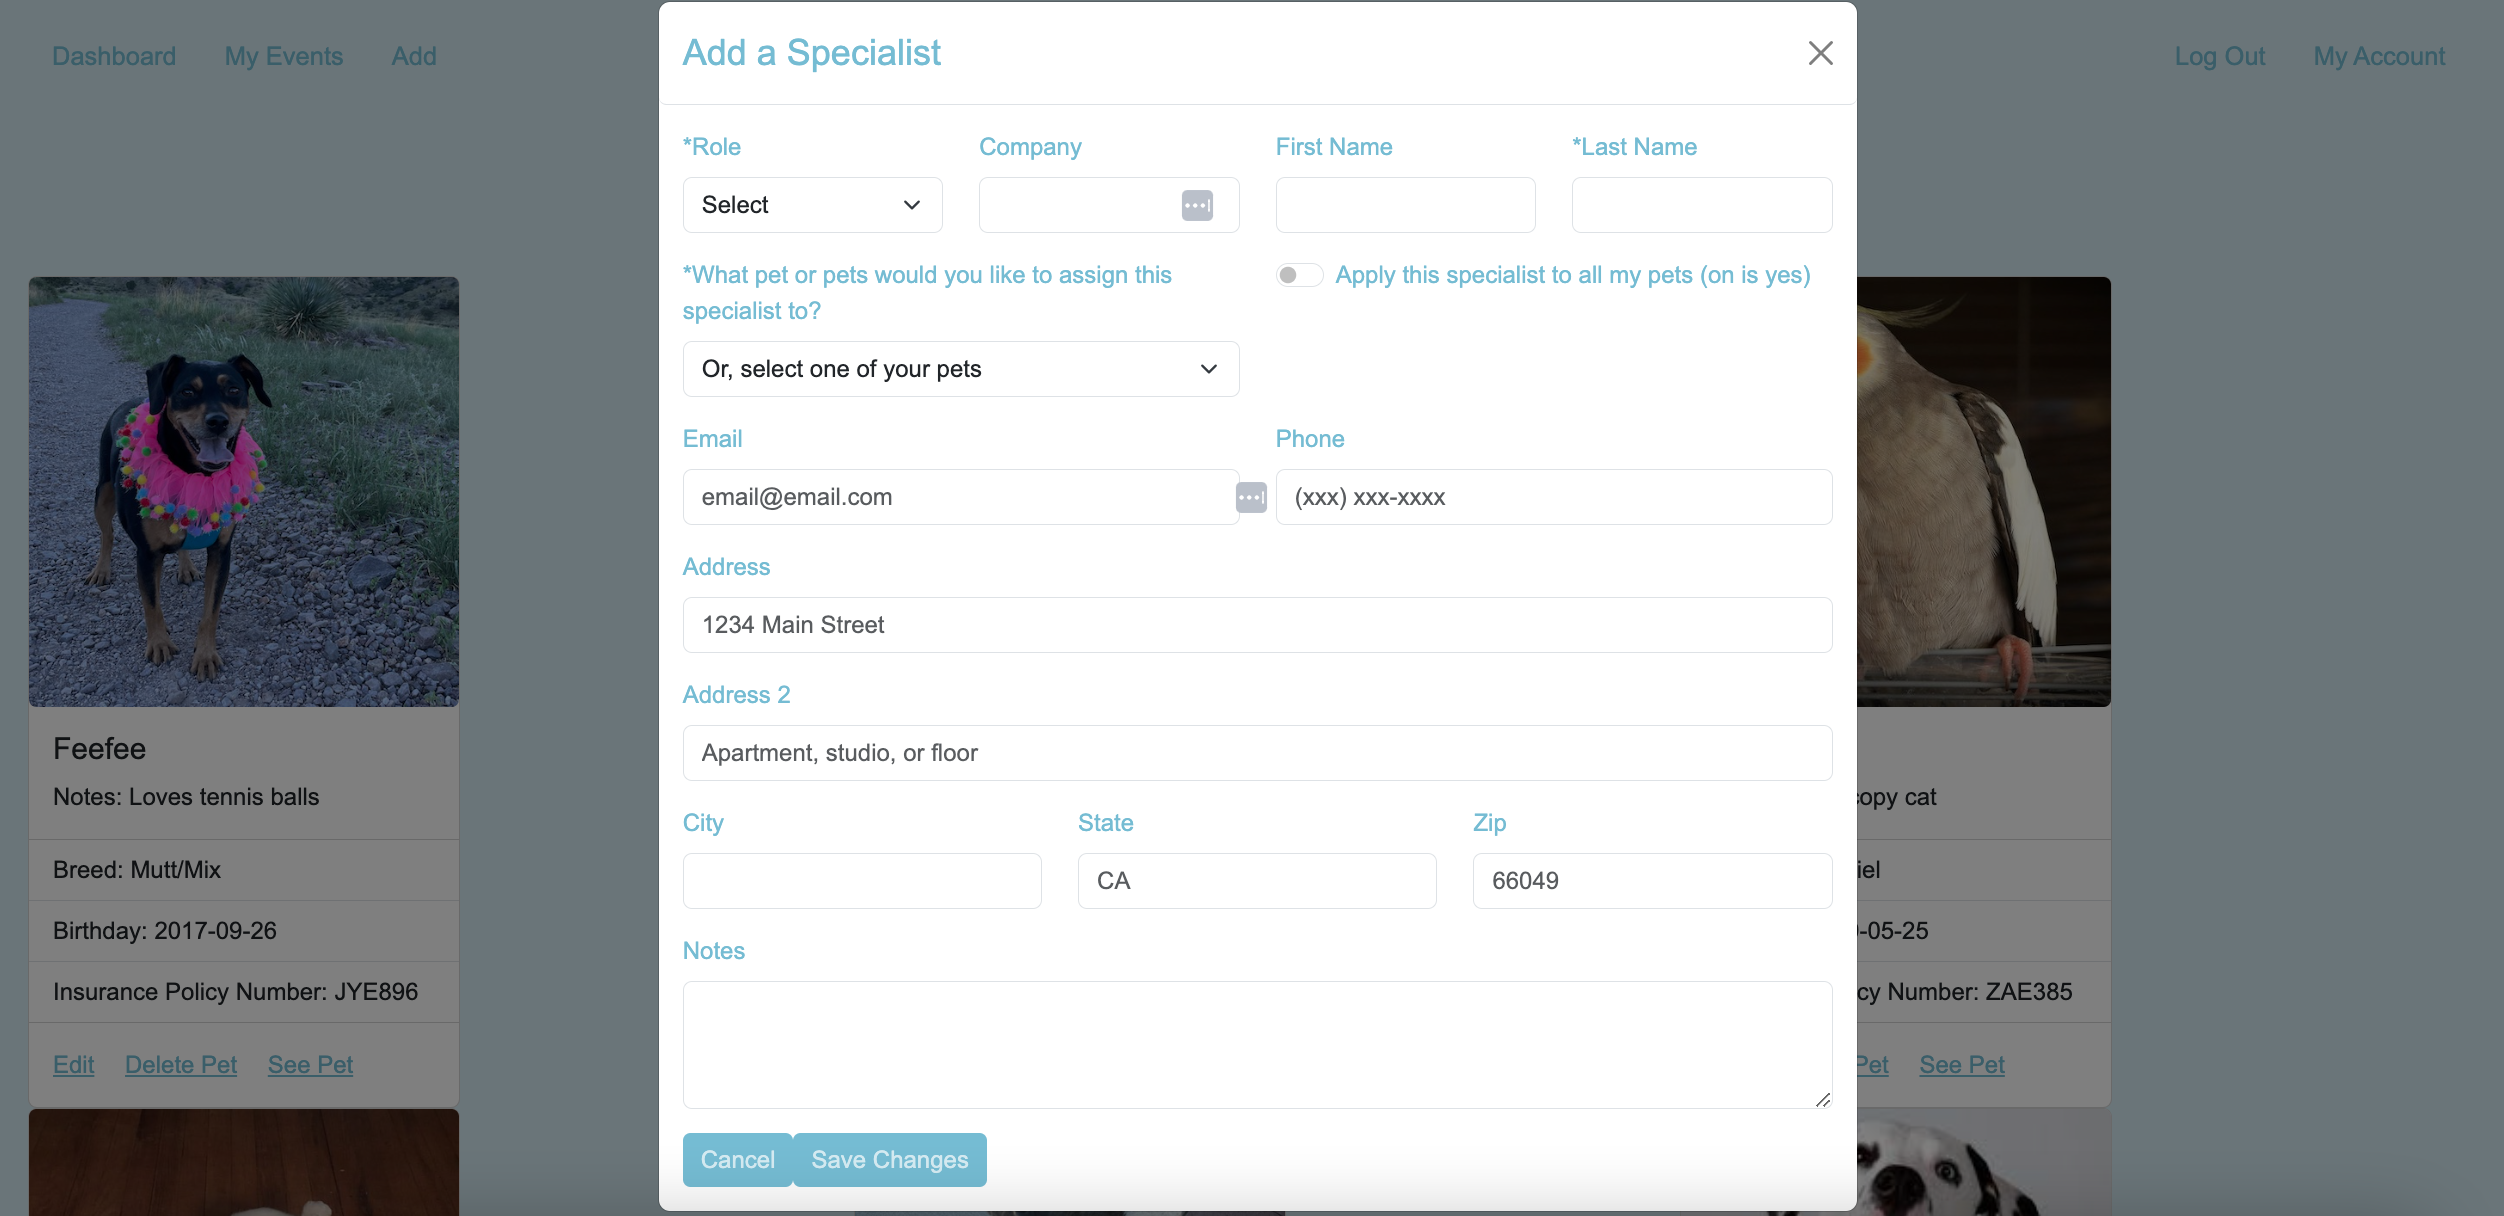 Dashboard My Events Add
Log Out My Account
Add a Specialist
*Role Company First Name *Last Name
Select
*What pet or pets would you like to assign this
specialist to?
Apply this specialist to all my pets (on is yes)
Or, select one of your pets
Email Phone
email@email.com (xxx) xxx-xxxx
Address
1234 Main Street
Address 2
Apartment, studio, or floor
City State Zip
CA 66049
Notes
Cancel Save Changes
Feefee
Notes: Loves tennis balls
Breed: Mutt/Mix
Birthday: 2017-09-26
Insurance Policy Number: JYE896
Edit Delete Pet See Pet
copy cat
iel
-05-25
cy Number: ZAE385
Pet See Pet